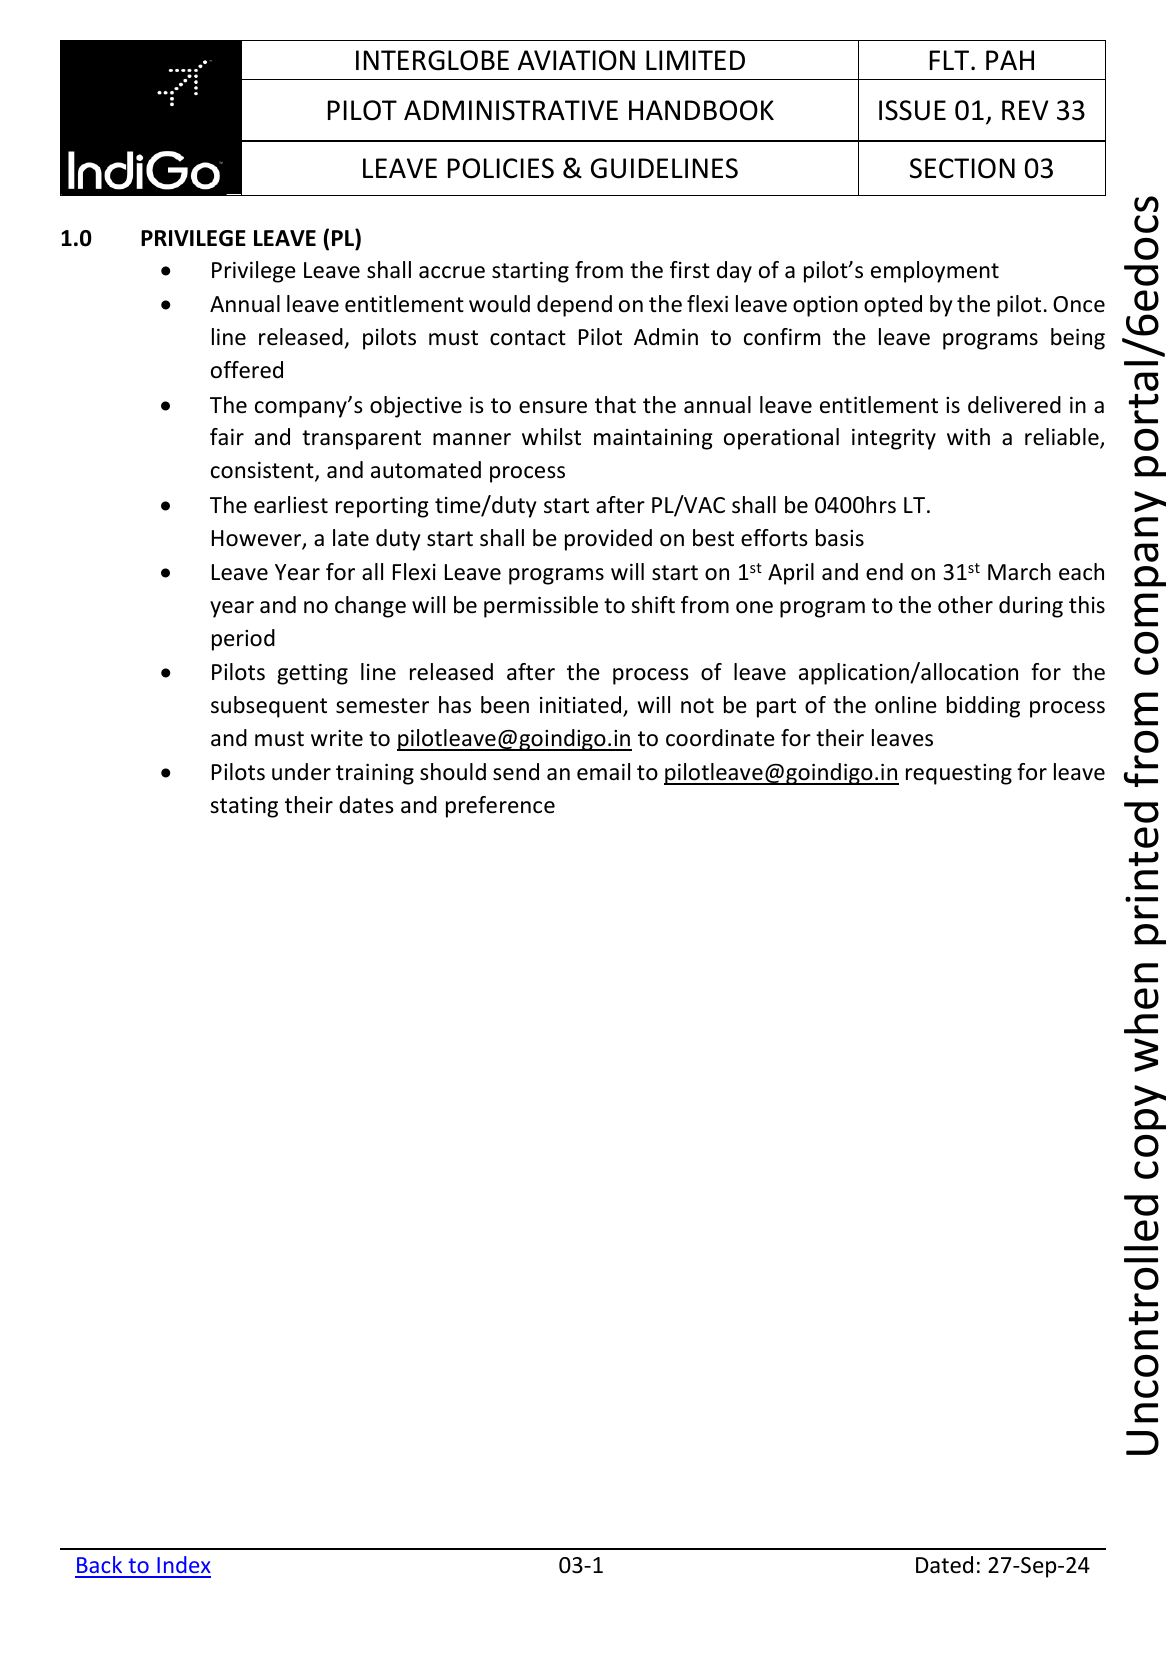 IndiGo
INTERGLOBE AVIATION LIMITED
FLT. PAH
PILOT ADMINISTRATIVE HANDBOOK
ISSUE 01, REV 33
LEAVE POLICIES & GUIDELINES
SECTION 03
1.0 PRIVILEGE LEAVE (PL)
• Privilege Leave shall accrue starting from the first day of a pilot’s employment
• Annual leave entitlement would depend on the flexi leave option opted by the pilot. Once
line released, pilots must contact Pilot Admin to confirm the leave programs being
offered
• The company’s objective is to ensure that the annual leave entitlement is delivered in a
fair and transparent manner whilst maintaining operational integrity with a reliable,
consistent, and automated process
• The earliest reporting time/duty start after PL/VAC shall be 0400hrs LT.
However, a late duty start shall be provided on best efforts basis
• Leave Year for all Flexi Leave programs will start on 1st April and end on 31st March each
year and no change will be permissible to shift from one program to the other during this
period
• Pilots getting line released after the process of leave application/allocation for the
subsequent semester has been initiated, will not be part of the online bidding process
and must write to pilotleave@goindigo.in to coordinate for their leaves
• Pilots under training should send an email to pilotleave@goindigo.in requesting for leave
stating their dates and preference
Uncontrolled copy when printed from company portal/6edocs
Back to Index
03-1
Dated: 27-Sep-24